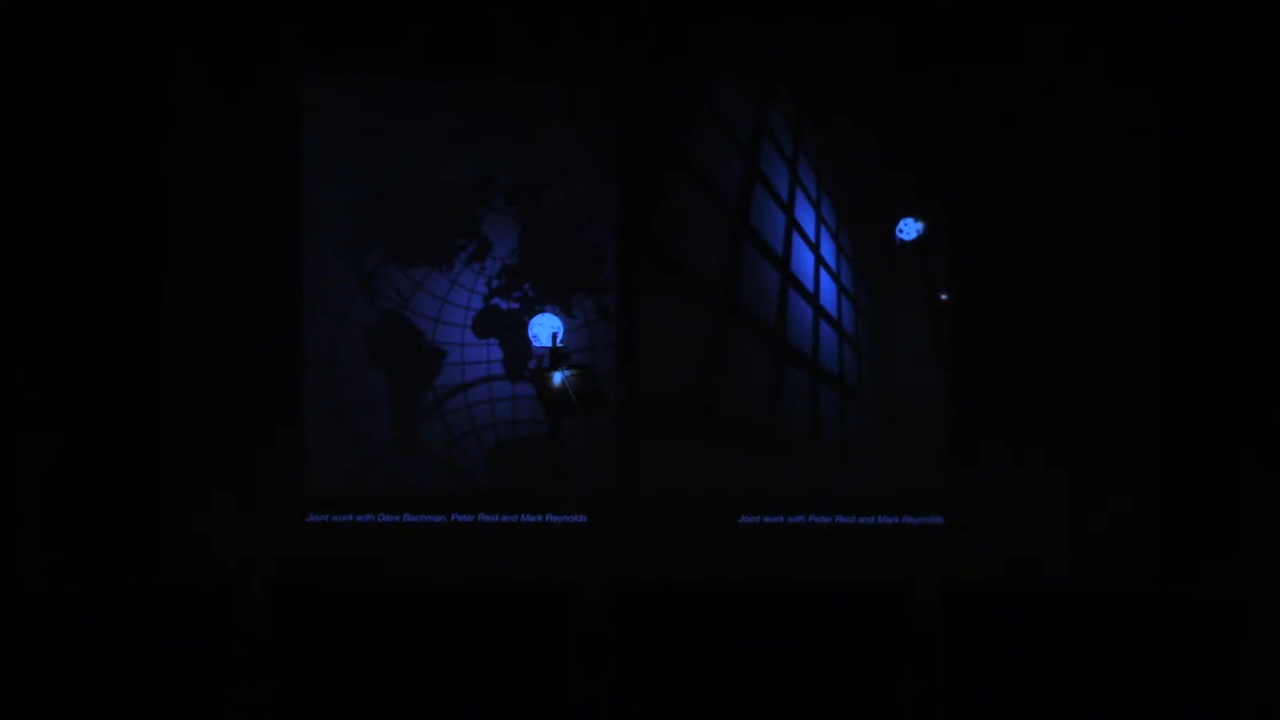 Joint work with Dave Bachman, Peter Reid and Mark Reynolds
Joint work with Peter Reid and Mark Reynolds